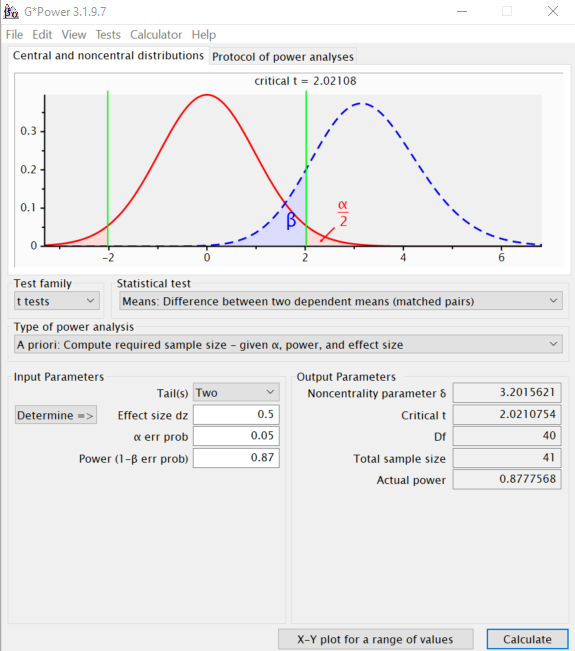 G*Power 3.1.9.7
File Edit View Tests Calculator Help
Central and noncentral distributions Protocol of power analyses
critical t = 2.02108
0.3
0.2
0.1
0
β
α
2
-2 0 2 4 6
Test family Statistical test
t tests Means: Difference between two dependent means (matched pairs)
Type of power analysis
A priori: Compute required sample size - given α, power, and effect size
Input Parameters Output Parameters
Tail(s) Two Noncentrality parameter δ 3.2015621
Determine => Effect size dz 0.5 Critical t 2.0210754
α err prob 0.05 Df 40
Power (1-β err prob) 0.87 Total sample size 41
Actual power 0.8777568
X-Y plot for a range of values Calculate